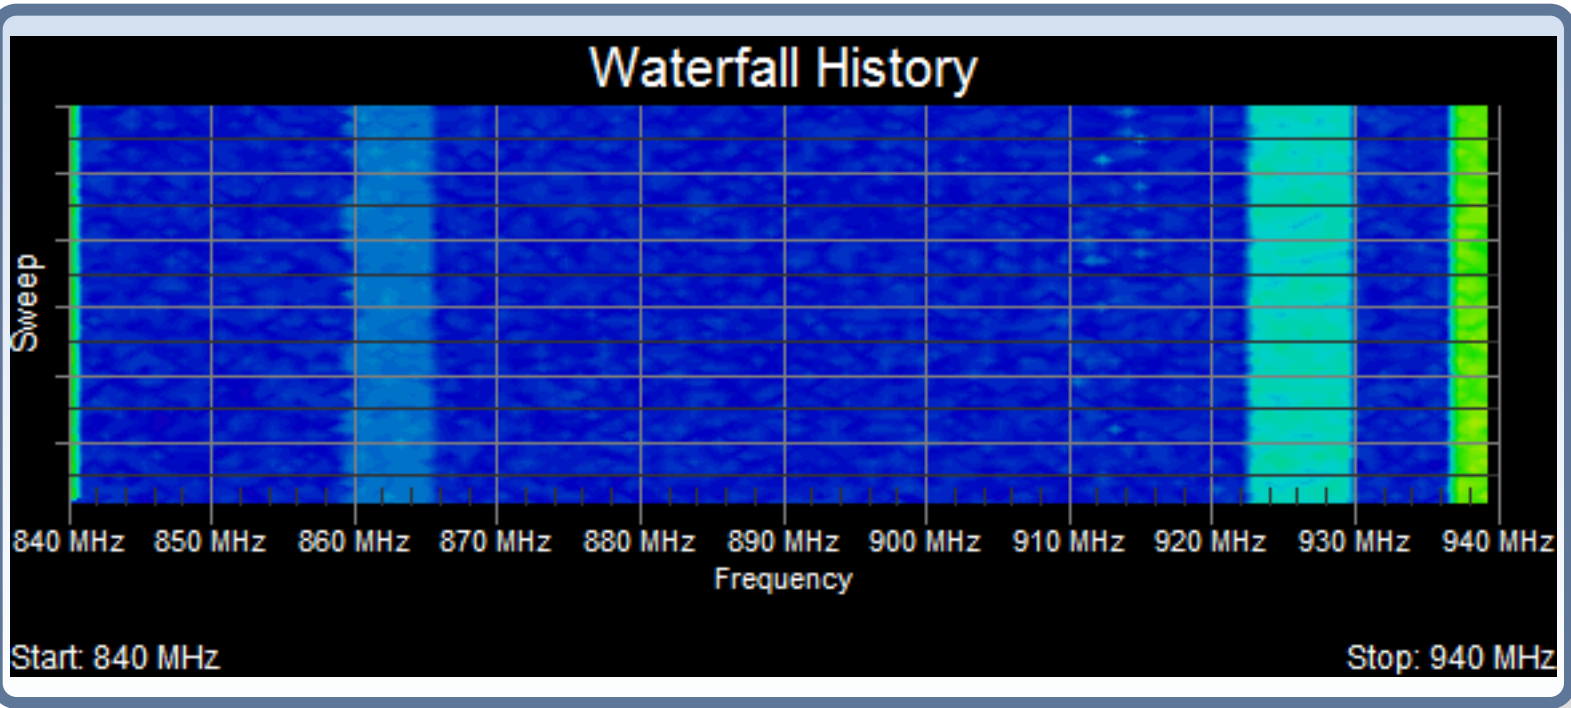 Waterfall History
Sweep
840 MHz 850 MHz 860 MHz 870 MHz 880 MHz 890 MHz 900 MHz 910 MHz 920 MHz 930 MHz 940 MHz
Frequency
Start: 840 MHz Stop: 940 MHz